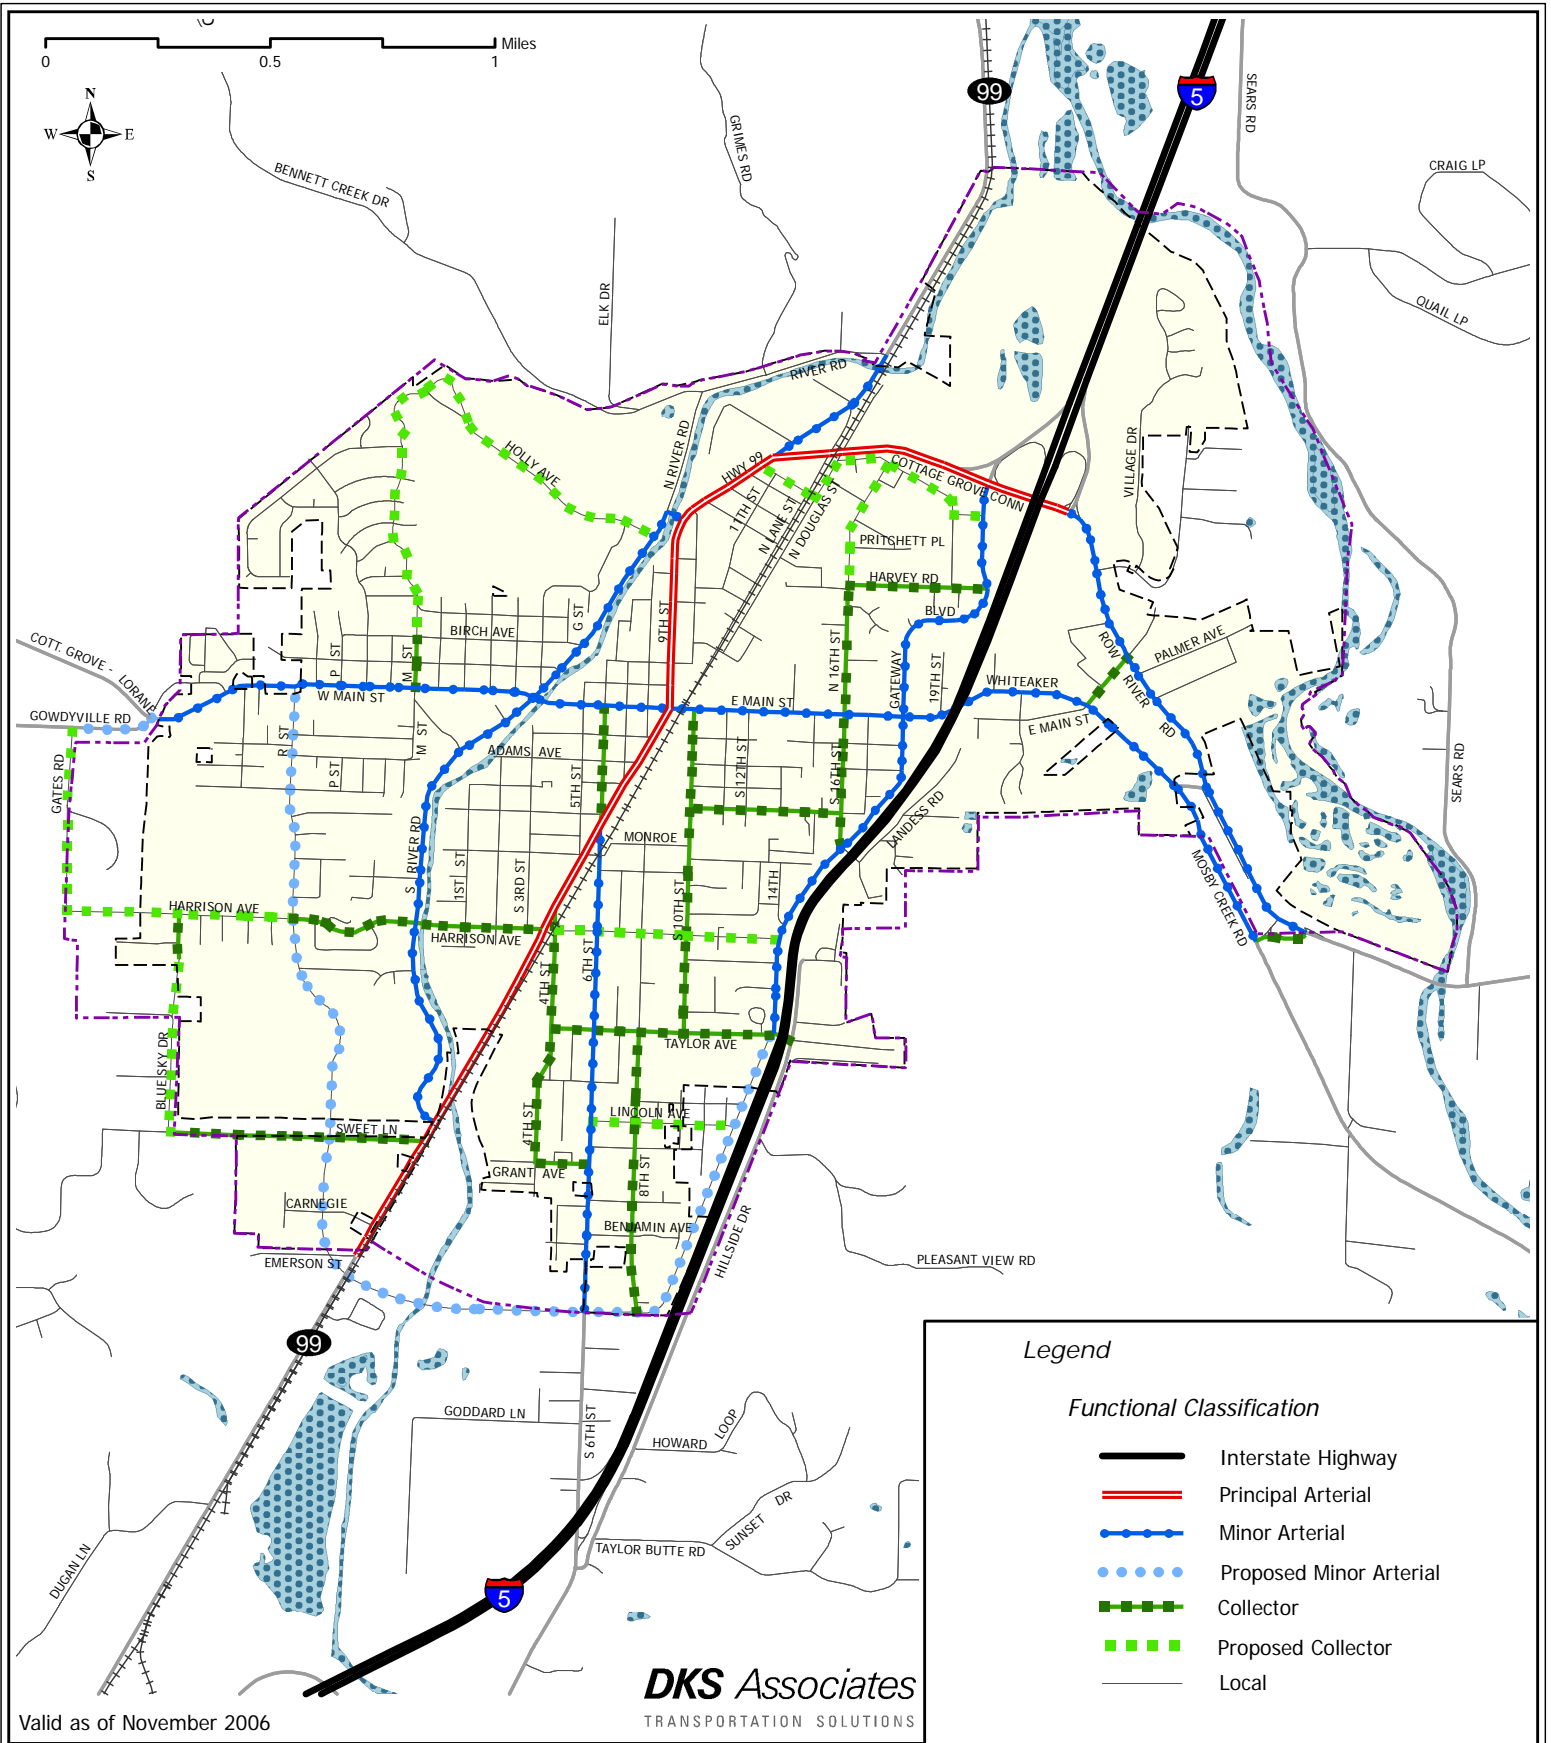 Miles
0
0.5
1
N
W
E
S
99
5
SEARS RD
CRAIG LP
GRIMES RD
BENNETT CREEK DR
ELK DR
QUAIL LP
RIVER RD
N RIVER RD
HOLLY AVE
HWY 99
COTTAGE GROVE CONN
VILLAGE DR
11TH ST
N LANE ST
N DOUGLAS ST
PRITCHETT PL
HARVEY RD
BLVD
G ST
9TH ST
BIRCH AVE
P ST
M ST
N 16TH ST
GATEWAY
19TH ST
ROW
RIVER
RD
PALMER AVE
COTT. GROVE -
LORANE
GOWDYVILLE RD
W MAIN ST
E MAIN ST
WHITEAKER
E MAIN ST
R ST
P ST
M ST
ADAMS AVE
5TH ST
S12TH ST
S 16TH ST
GATES RD
SEARS RD
LANDESS RD
MONROE
S RIVER RD
1ST ST
S 3RD ST
14TH
S 10TH ST
MOSBY CREEK RD
HARRISON AVE
HARRISON AVE
6TH ST
4TH ST
TAYLOR AVE
BLUE SKY DR
LINCOLN AVE
SWEET LN
4TH ST
GRANT AVE
8TH ST
CARNEGIE
BENJAMIN AVE
HILLSIDE DR
EMERSON ST
PLEASANT VIEW RD
99
GODDARD LN
S 6TH ST
HOWARD
LOOP
SUNSET DR
TAYLOR BUTTE RD
DUGAN LN
5
Legend
Functional Classification
Interstate Highway
Principal Arterial
Minor Arterial
Proposed Minor Arterial
Collector
Proposed Collector
Local
DKS Associates
TRANSPORTATION SOLUTIONS
Valid as of November 2006